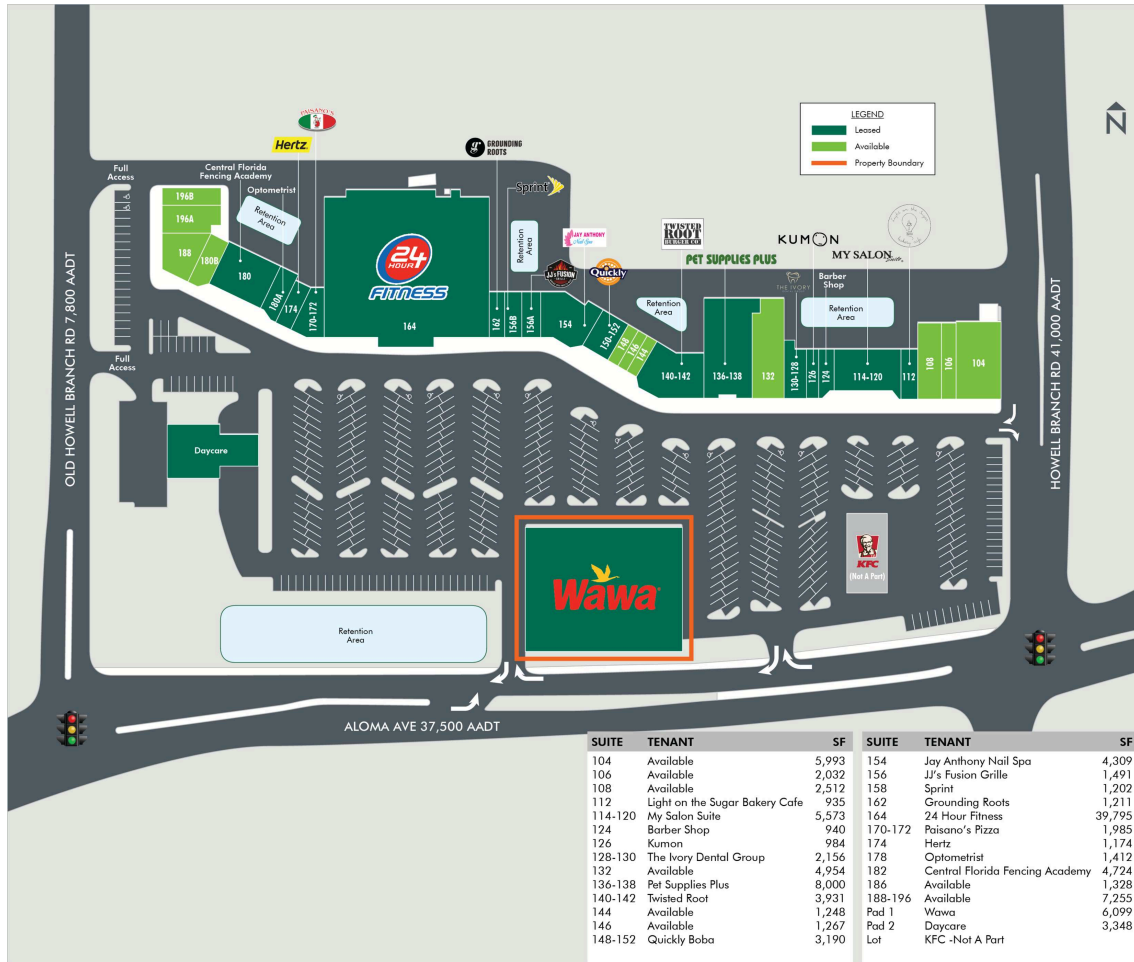 LEGEND
Leased
Available
Property Boundary
N
PAISANO'S
Hertz
g GROUNDING ROOTS
Full Access
Central Florida Fencing Academy
Optometrist
Retention Area
Sprint
Retention Area
JAY ANTHONY
Nail Spa
JJ's FUSION
Quickly
TWISTED ROOT BURGER CO
PET SUPPLIES PLUS
KUMON
MY SALON Suite
THE IVORY
Barber Shop
Retention Area
Retention Area
196B
196A
188
180B
180
180A
174
170-172
24 HOUR FITNESS
164
162
156B
156A
154
150-152
148
146
144
140-142
136-138
132
130-128
126
124
114-120
112
108
106
104
Full Access
OLD HOWELL BRANCH RD 7,800 AADT
HOWELL BRANCH RD 41,000 AADT
Daycare
Wawa
KFC
(Not A Part)
Retention Area
ALOMA AVE 37,500 AADT
SUITE TENANT SF
104 Available 5,993
106 Available 2,032
108 Available 2,512
112 Light on the Sugar Bakery Cafe 935
114-120 My Salon Suite 5,573
124 Barber Shop 940
126 Kumon 984
128-130 The Ivory Dental Group 2,156
132 Available 4,954
136-138 Pet Supplies Plus 8,000
140-142 Twisted Root 3,931
144 Available 1,248
146 Available 1,267
148-152 Quickly Boba 3,190
SUITE TENANT SF
154 Jay Anthony Nail Spa 4,309
156 JJ's Fusion Grille 1,491
158 Sprint 1,202
162 Grounding Roots 1,211
164 24 Hour Fitness 39,795
170-172 Paisano's Pizza 1,985
174 Hertz 1,174
178 Optometrist 1,412
182 Central Florida Fencing Academy 4,724
186 Available 1,328
188-196 Available 7,255
Pad 1 Wawa 6,099
Pad 2 Daycare 3,348
Lot KFC -Not A Part